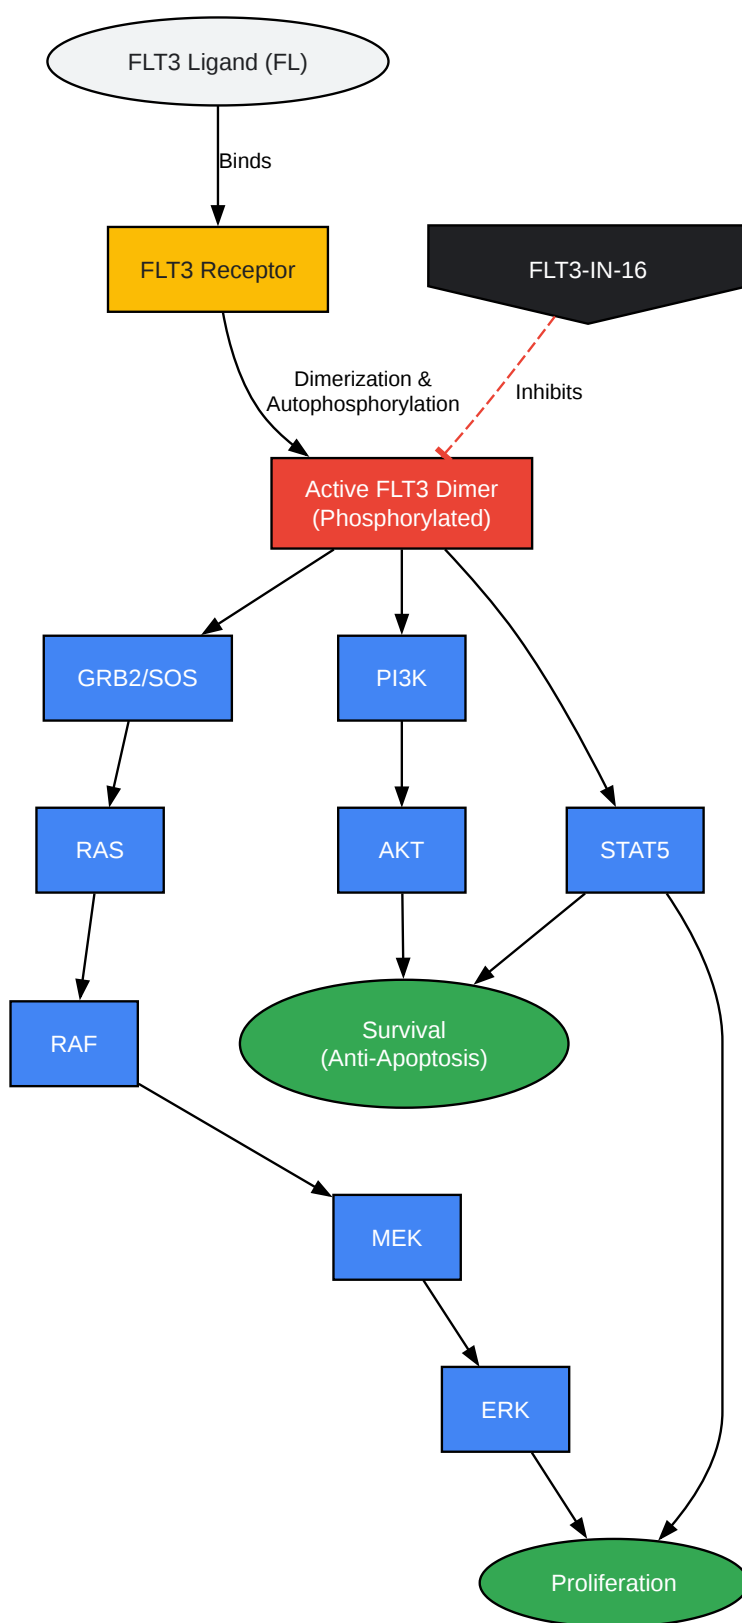 FLT3 Ligand (FL)
Binds
FLT3 Receptor
FLT3-IN-16
Dimerization &
Autophosphorylation
Inhibits
Active FLT3 Dimer
(Phosphorylated)
GRB2/SOS
PI3K
RAS
AKT
STAT5
RAF
Survival
(Anti-Apoptosis)
MEK
ERK
Proliferation